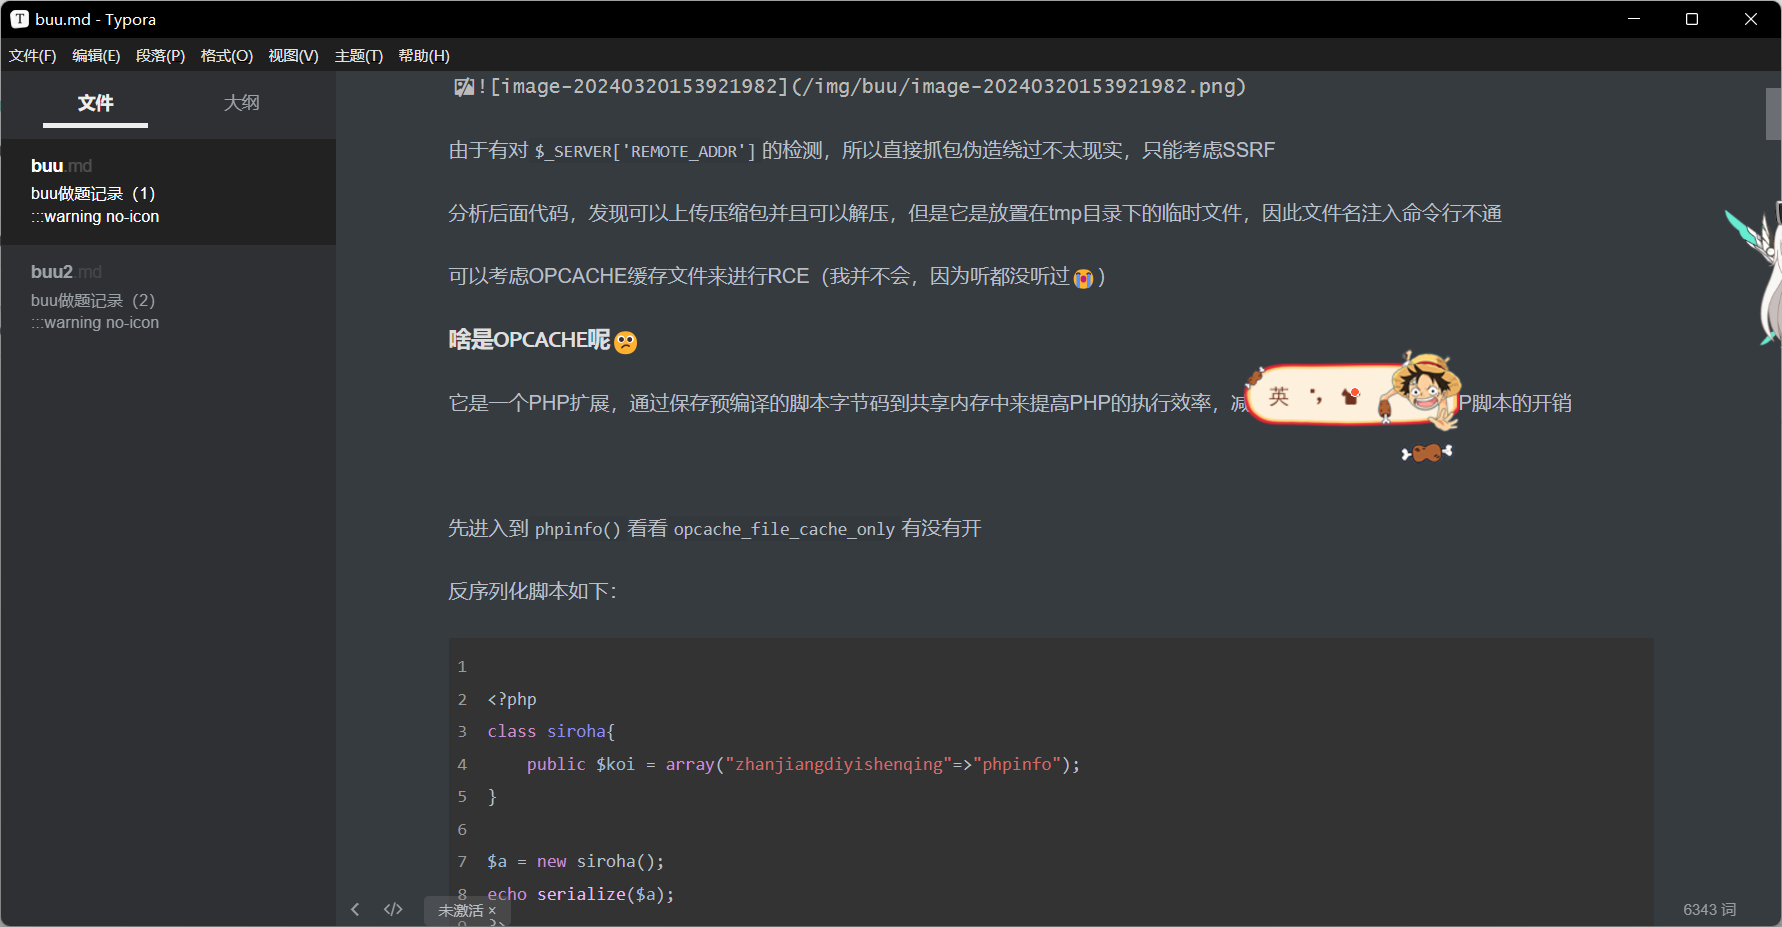 buu.md - Typora
文件(F) 编辑(E) 段落(P) 格式(O) 视图(V) 主题(T) 帮助(H)
文件 大纲
buu.md
buu做题记录（1）
:::warning no-icon
buu2.md
buu做题记录（2）
:::warning no-icon
![image-20240320153921982](/img/buu/image-20240320153921982.png)
由于有对 $_SERVER['REMOTE_ADDR'] 的检测，所以直接抓包伪造绕过不太现实，只能考虑SSRF
分析后面代码，发现可以上传压缩包并且可以解压，但是它是放置在tmp目录下的临时文件，因此文件名注入命令行不通
可以考虑OPCACHE缓存文件来进行RCE（我并不会，因为听都没听过😭）
啥是OPCACHE呢🙁
它是一个PHP扩展，通过保存预编译的脚本字节码到共享内存中来提高PHP的执行效率，减 P脚本的开销
英 ，
先进入到 phpinfo() 看看 opcache_file_cache_only 有没有开
反序列化脚本如下：
1
2 <?php
3 class siroha{
4     public $koi = array("zhanjiangdiyishenqing"=>"phpinfo");
5 }
6
7 $a = new siroha();
8 echo serialize($a);
未激活 ×
6343 词